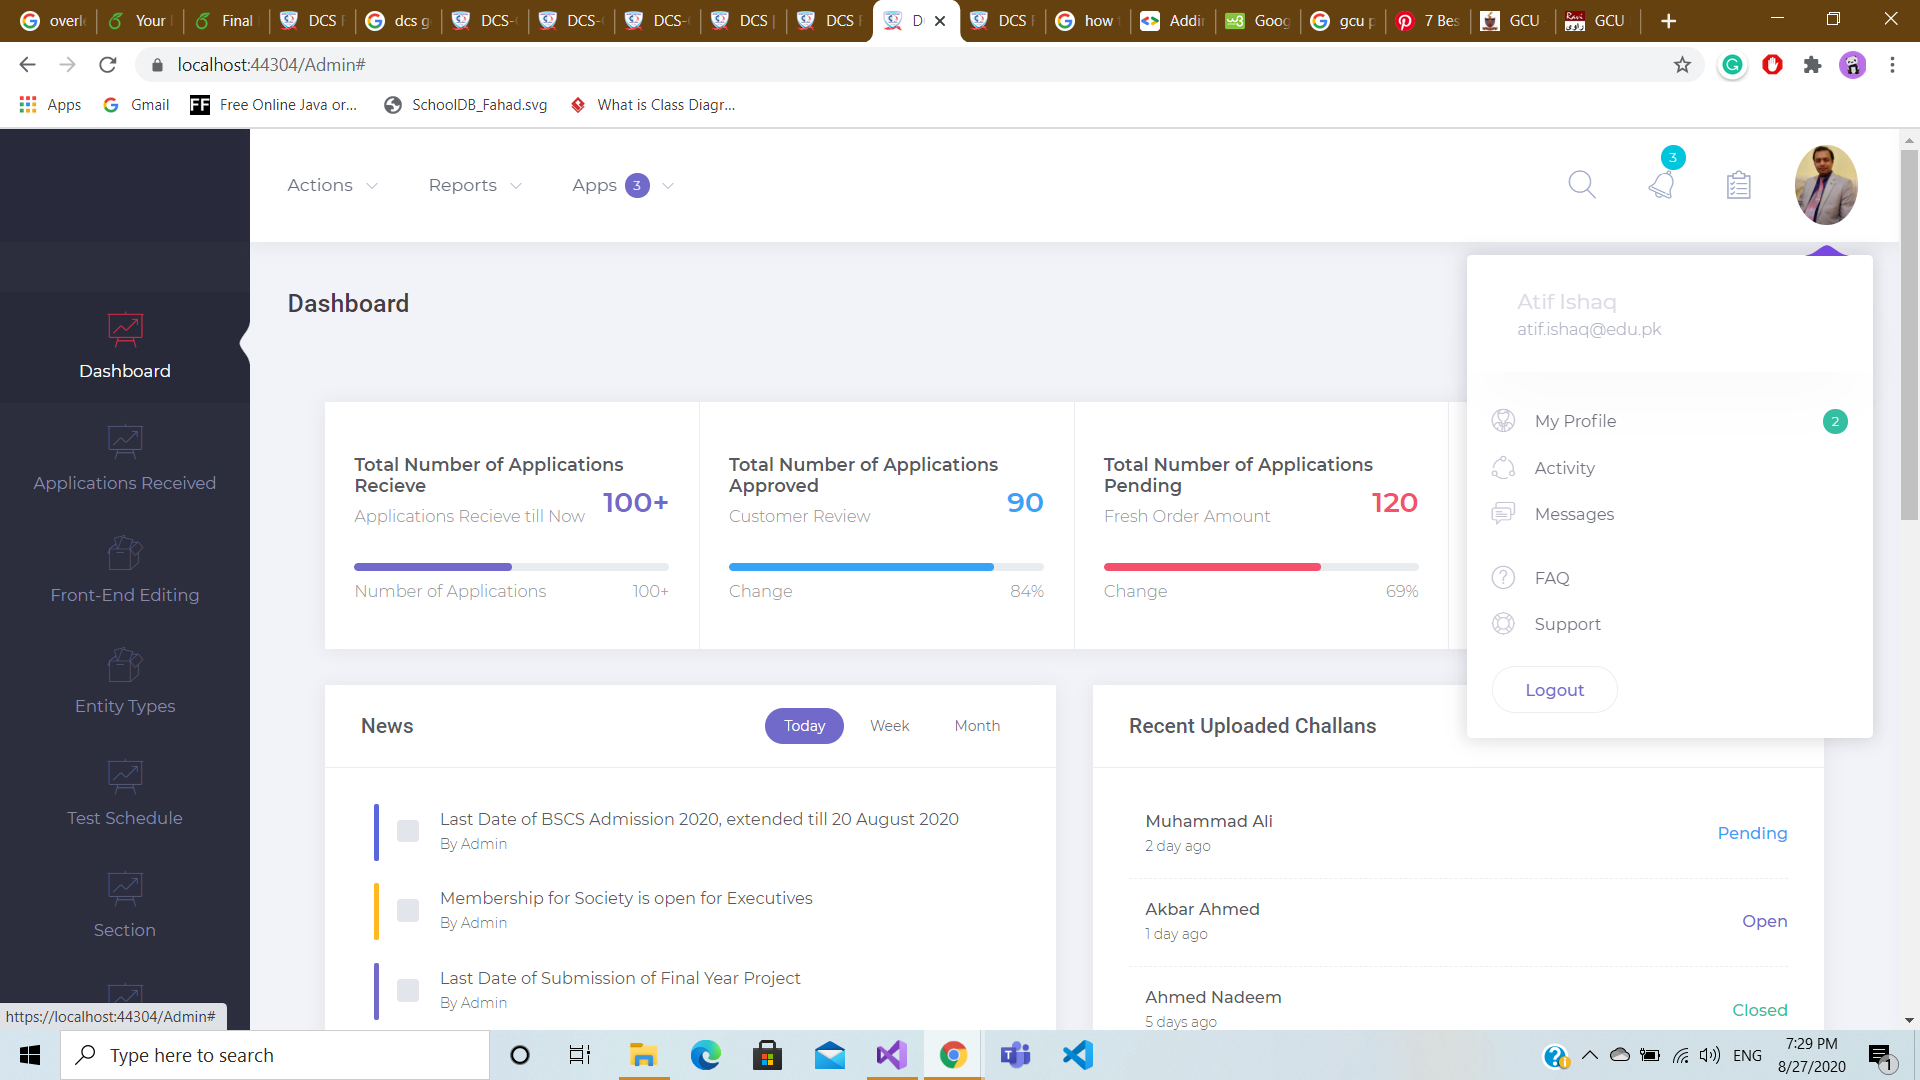 overl
Your
Final
DCS F
dcs g
DCS-
DCS-
DCS-
DCS |
DCS F
D
DCS F
how
Addir
Goog
gcu p
7 Bes
GCU
GCU
localhost:44304/Admin#
Apps
Gmail
Free Online Java or...
SchoolDB_Fahad.svg
What is Class Diagr...
Actions
Reports
Apps 3
3
Atif Ishaq
atif.ishaq@edu.pk
My Profile 2
Activity
Messages
FAQ
Support
Logout
Dashboard
Applications Received
Front-End Editing
Entity Types
Test Schedule
Section
Dashboard
Total Number of Applications
Recieve
100+
Applications Recieve till Now
Number of Applications 100+
Total Number of Applications
Approved
90
Customer Review
Change 84%
Total Number of Applications
Pending
120
Fresh Order Amount
Change 69%
News
Today Week Month
Last Date of BSCS Admission 2020, extended till 20 August 2020
By Admin
Membership for Society is open for Executives
By Admin
Last Date of Submission of Final Year Project
By Admin
Recent Uploaded Challans
Muhammad Ali
2 day ago
Pending
Akbar Ahmed
1 day ago
Open
Ahmed Nadeem
5 days ago
Closed
https://localhost:44304/Admin#
Type here to search
ENG
7:29 PM
8/27/2020
1